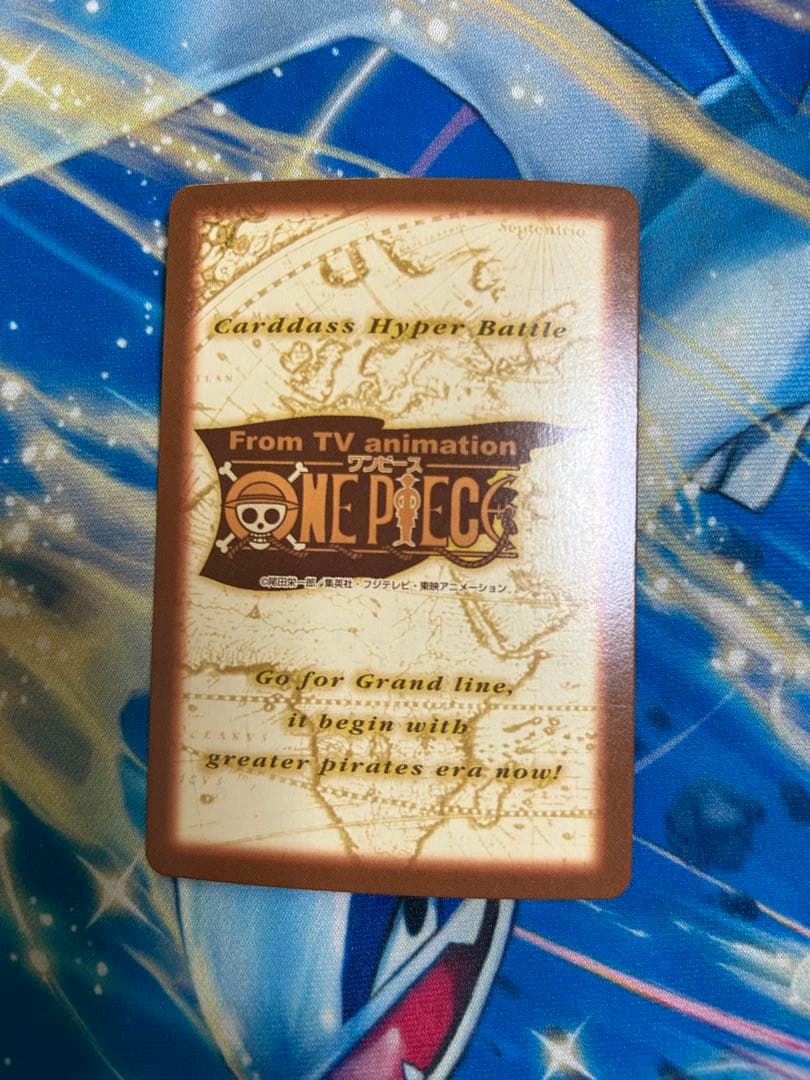 Septentrio
Carddass Hyper Battle
From TV animation
ワンピース
ONE PIECE
©尾田栄一郎／集英社・フジテレビ・東映アニメーション
Go for Grand line,
it begin with
greater pirates era now!